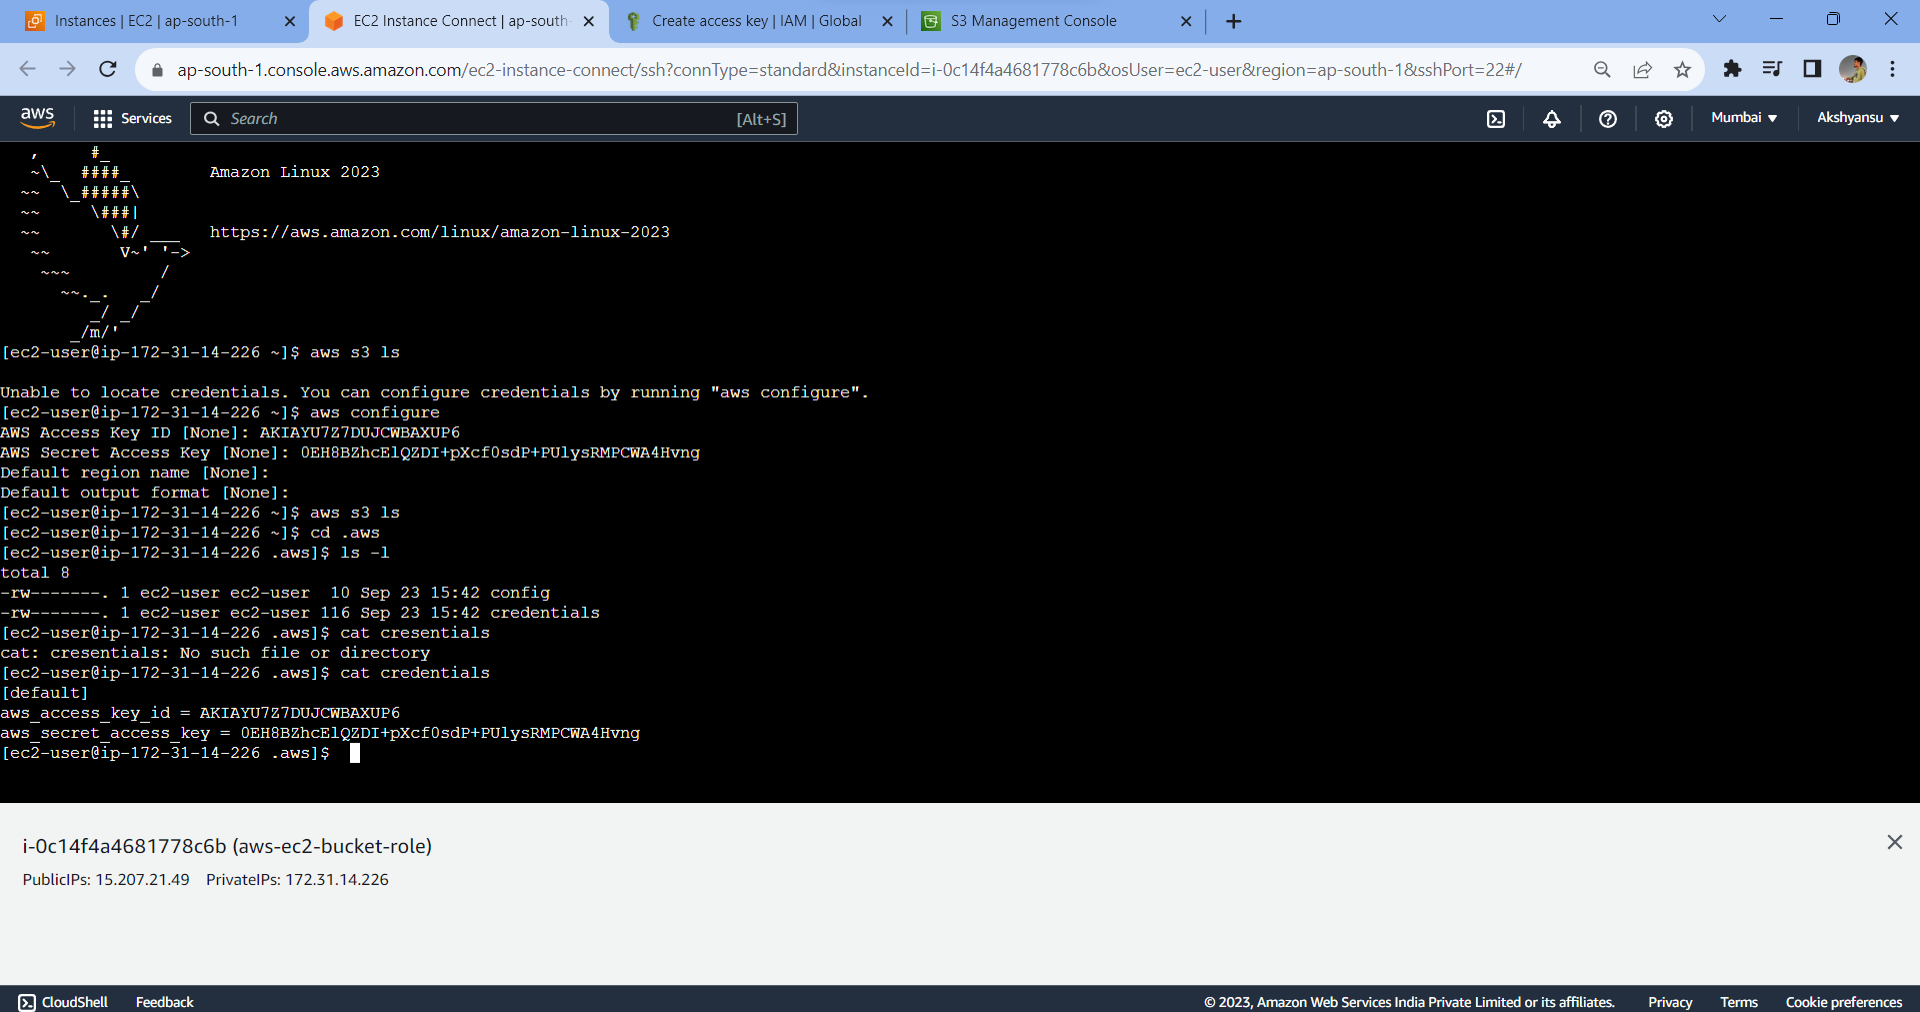 Instances | EC2 | ap-south-1
EC2 Instance Connect | ap-south-
Create access key | IAM | Global
S3 Management Console
ap-south-1.console.aws.amazon.com/ec2-instance-connect/ssh?connType=standard&instanceId=i-0c14f4a4681778c6b&osUser=ec2-user&region=ap-south-1&sshPort=22#/
aws
Services
Search
[Alt+S]
Mumbai ▼
Akshyansu ▼
   ,     #_
   ~\_  ####_        Amazon Linux 2023
  ~~  \_#####\
  ~~     \###|
  ~~       \#/ ___   https://aws.amazon.com/linux/amazon-linux-2023
   ~~       V~' '->
    ~~~         /
      ~~._.   _/
         _/ _/
       _/m/'
[ec2-user@ip-172-31-14-226 ~]$ aws s3 ls
Unable to locate credentials. You can configure credentials by running "aws configure".
[ec2-user@ip-172-31-14-226 ~]$ aws configure
AWS Access Key ID [None]: AKIAYU7Z7DUJCWBAXUP6
AWS Secret Access Key [None]: 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
Default region name [None]:
Default output format [None]:
[ec2-user@ip-172-31-14-226 ~]$ aws s3 ls
[ec2-user@ip-172-31-14-226 ~]$ cd .aws
[ec2-user@ip-172-31-14-226 .aws]$ ls -l
total 8
-rw-------. 1 ec2-user ec2-user  10 Sep 23 15:42 config
-rw-------. 1 ec2-user ec2-user 116 Sep 23 15:42 credentials
[ec2-user@ip-172-31-14-226 .aws]$ cat cresentials
cat: cresentials: No such file or directory
[ec2-user@ip-172-31-14-226 .aws]$ cat credentials
[default]
aws_access_key_id = AKIAYU7Z7DUJCWBAXUP6
aws_secret_access_key = 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
[ec2-user@ip-172-31-14-226 .aws]$
i-0c14f4a4681778c6b (aws-ec2-bucket-role)
PublicIPs: 15.207.21.49 PrivateIPs: 172.31.14.226
CloudShell
Feedback
© 2023, Amazon Web Services India Private Limited or its affiliates.
Privacy
Terms
Cookie preferences